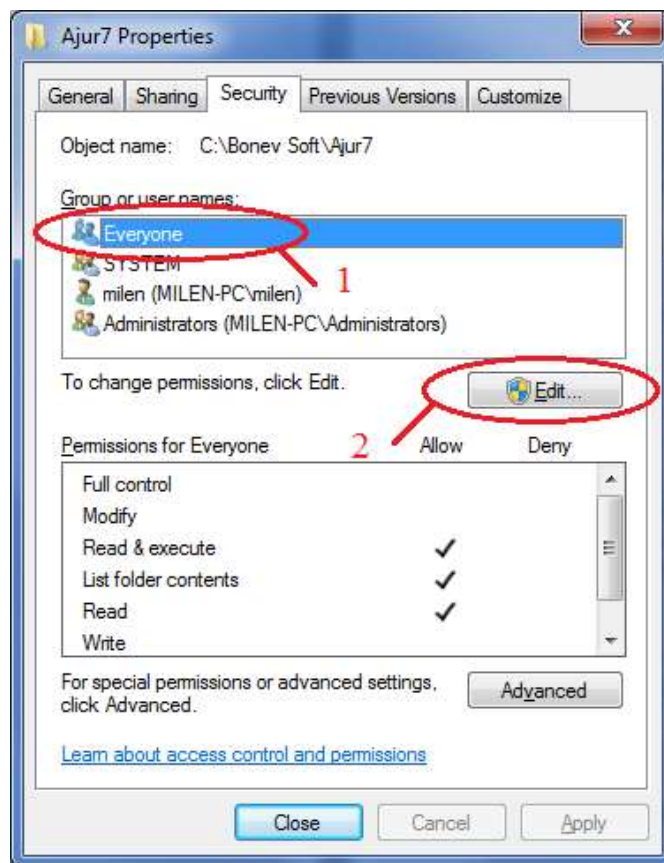 Ajur7 Properties
General Sharing Security Previous Versions Customize
Object name: C:\Bonev Soft\Ajur7
Group or user names:
Everyone
SYSTEM
1
milen (MILEN-PC\milen)
Administrators (MILEN-PC\Administrators)
To change permissions, click Edit.
Edit...
2
Permissions for Everyone Allow Deny
Full control
Modify
Read & execute
List folder contents
Read
Write
For special permissions or advanced settings,
click Advanced.
Advanced
Learn about access control and permissions
Close Cancel Apply